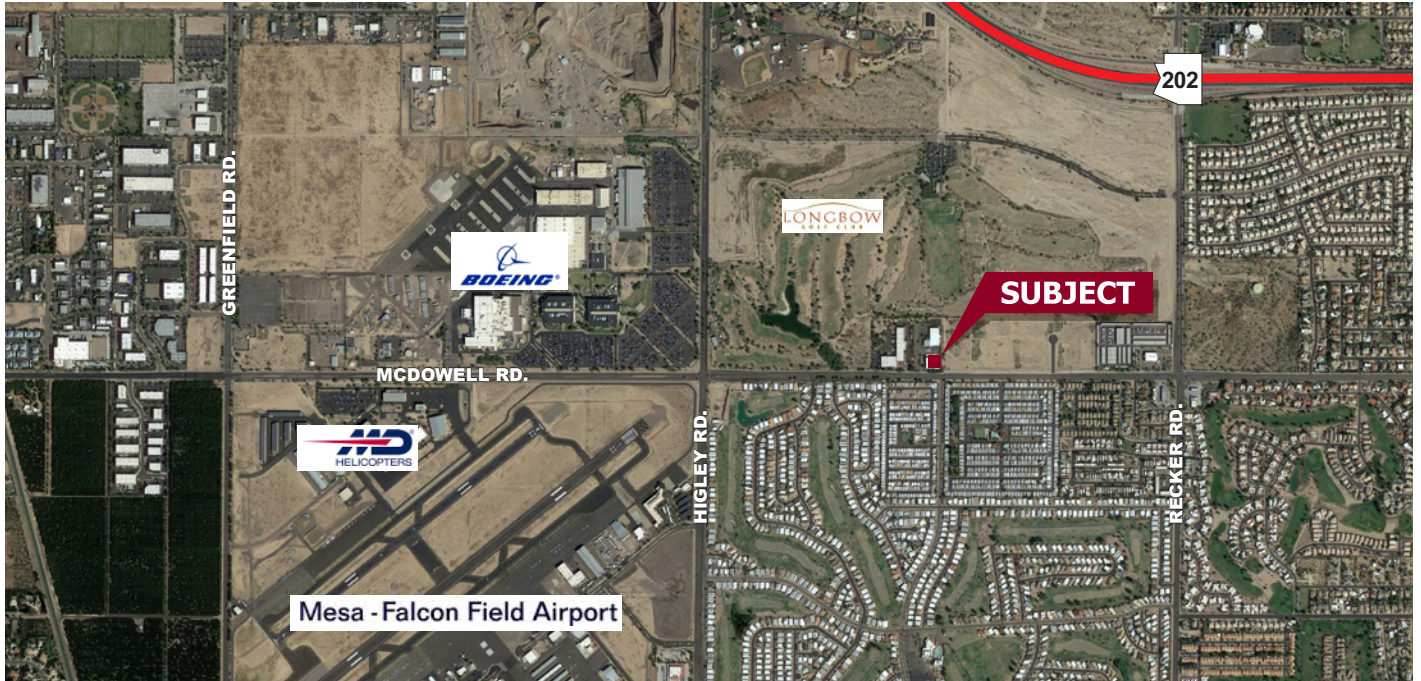 202
GREENFIELD RD.
LONGBOW
GOLF CLUB
BOEING®
SUBJECT
MCDOWELL RD.
MD
HELICOPTERS
HIGLEY RD.
RECKER RD.
Mesa - Falcon Field Airport